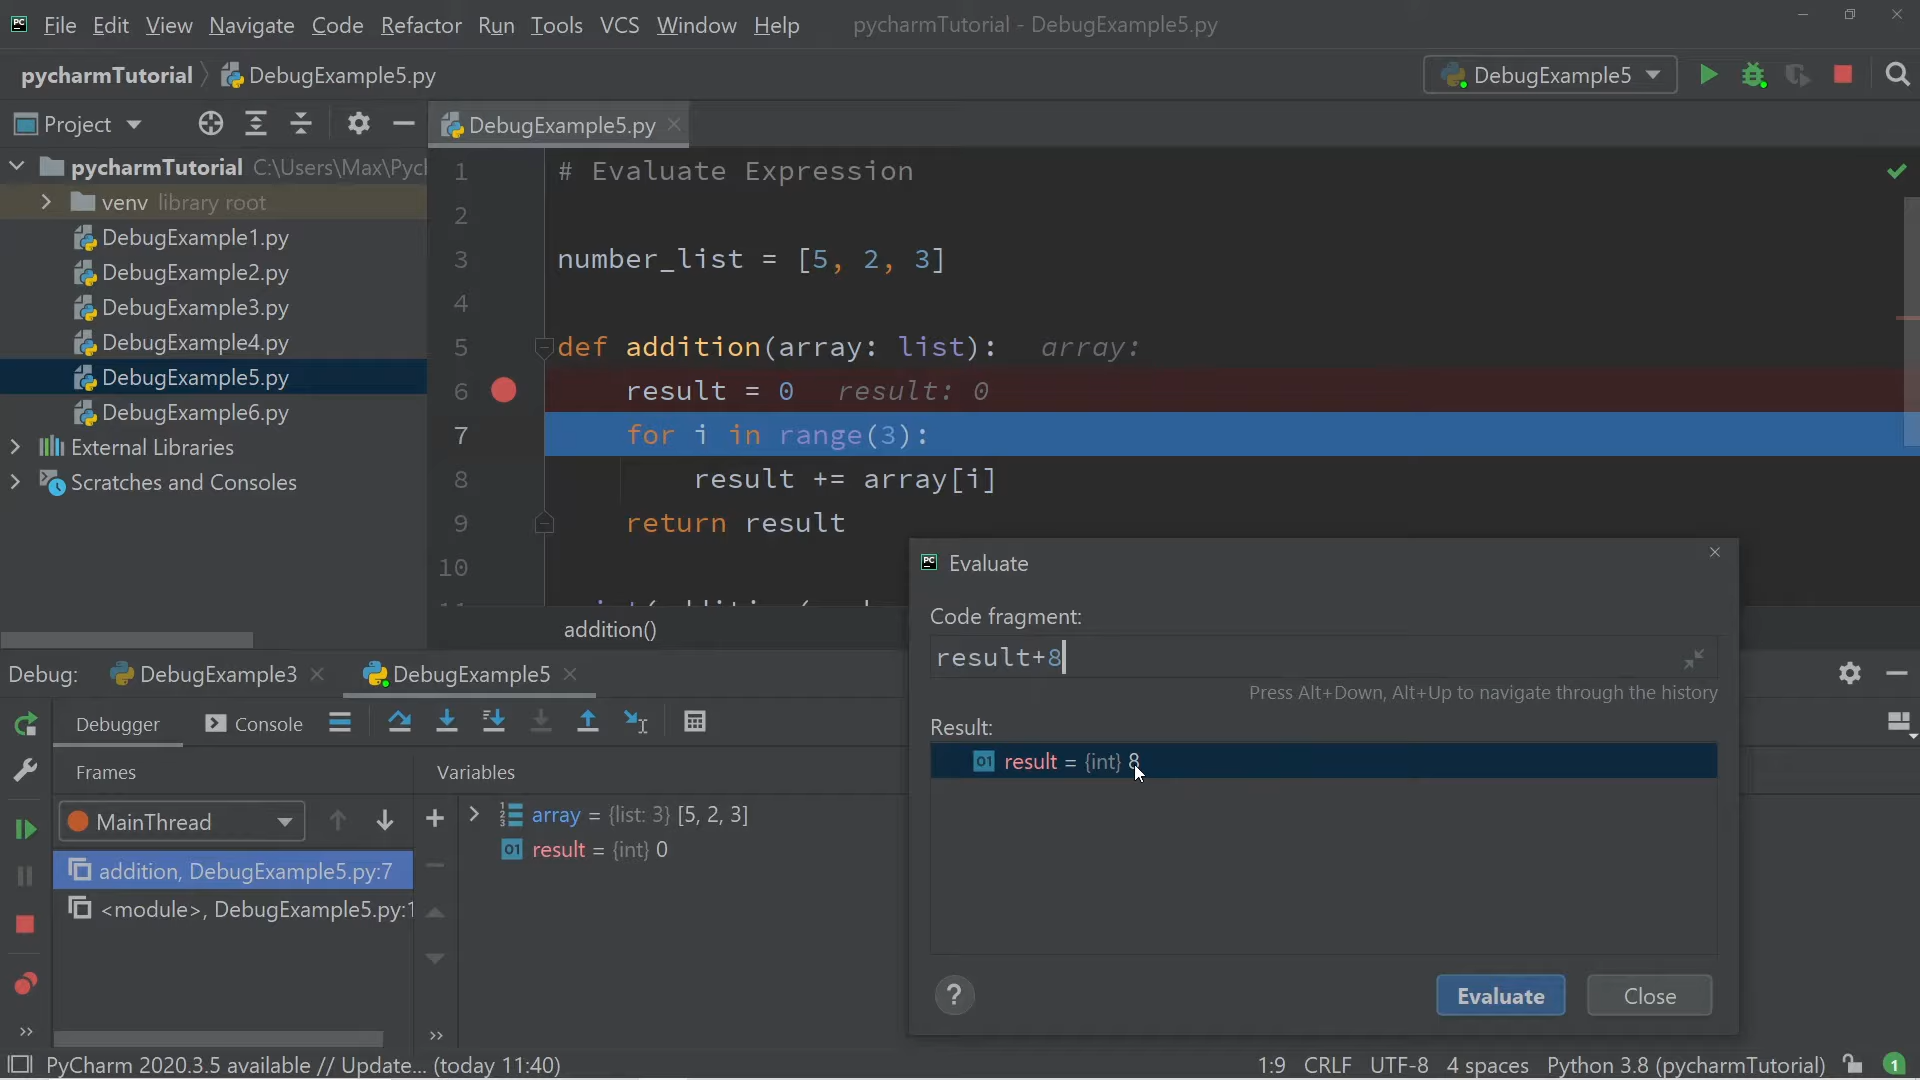 File Edit View Navigate Code Refactor Run Tools VCS Window Help pycharmTutorial - DebugExample5.py
pycharmTutorial DebugExample5.py DebugExample5
Project DebugExample5.py
pycharmTutorial C:\Users\Max\Pycl
venv library root
DebugExample1.py
DebugExample2.py
DebugExample3.py
DebugExample4.py
DebugExample5.py
DebugExample6.py
External Libraries
Scratches and Consoles
1 # Evaluate Expression
2
3 number_list = [5, 2, 3]
4
5 def addition(array: list): array:
6 result = 0 result: 0
7 for i in range(3):
8 result += array[i]
9 return result
10
addition()
Debug: DebugExample3 DebugExample5
Debugger Console
Frames Variables
MainThread
addition, DebugExample5.py:7
<module>, DebugExample5.py:1
array = {list: 3} [5, 2, 3]
result = {int} 0
Evaluate
Code fragment:
result+8
Press Alt+Down, Alt+Up to navigate through the history
Result:
result = {int} 8
? Evaluate Close
PyCharm 2020.3.5 available // Update... (today 11:40) 1:9 CRLF UTF-8 4 spaces Python 3.8 (pycharmTutorial) 1